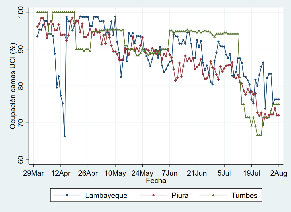 Ocupación camas UCI (%)
100
90
80
70
60
29Mar 12Apr 26Apr 10May 24May 7Jun 21Jun 5Jul 19Jul 2Aug
Fecha
Lambayeque Piura Tumbes